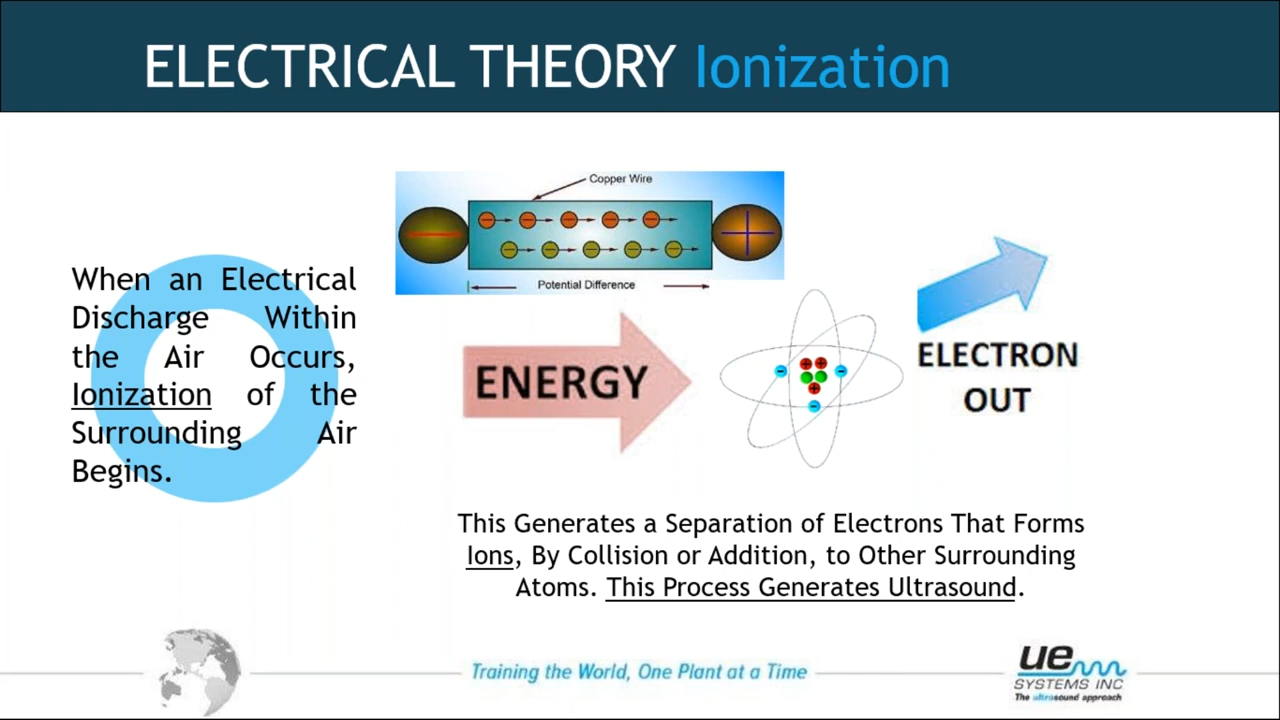 ELECTRICAL THEORY Ionization
Copper Wire
Potential Difference
When an Electrical
Discharge Within
the Air Occurs,
Ionization of the
Surrounding Air
Begins.
ENERGY
ELECTRON
OUT
This Generates a Separation of Electrons That Forms
Ions, By Collision or Addition, to Other Surrounding
Atoms. This Process Generates Ultrasound.
Training the World, One Plant at a Time
ue
SYSTEMS INC
The ultrasound approach